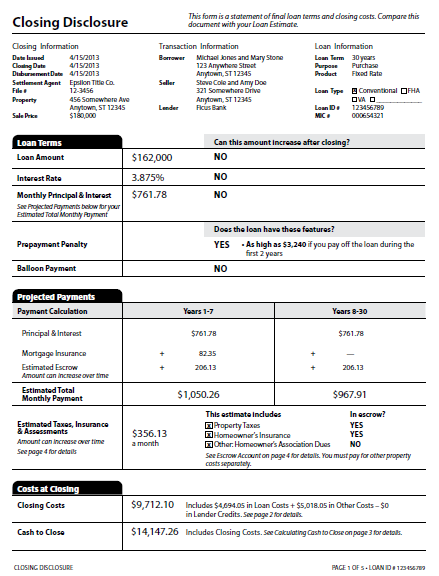 Closing Disclosure
This form is a statement of final loan terms and closing costs. Compare this
document with your Loan Estimate.
Closing Information
Date Issued 4/15/2013
Closing Date 4/15/2013
Disbursement Date 4/15/2013
Settlement Agent Epsilon Title Co.
File # 12-3456
Property 456 Somewhere Ave
Anytown, ST 12345
Sale Price $180,000
Transaction Information
Borrower Michael Jones and Mary Stone
123 Anywhere Street
Anytown, ST 12345
Seller Steve Cole and Amy Doe
321 Somewhere Drive
Anytown, ST 12345
Lender Ficus Bank
Loan Information
Loan Term 30 years
Purpose Purchase
Product Fixed Rate
Loan Type ☒ Conventional ☐ FHA
☐ VA ☐
Loan ID # 123456789
MIC # 000654321
Loan Terms Can this amount increase after closing?
Loan Amount $162,000 NO
Interest Rate 3.875% NO
Monthly Principal & Interest $761.78 NO
See Projected Payments below for your
Estimated Total Monthly Payment
Does the loan have these features?
Prepayment Penalty YES • As high as $3,240 if you pay off the loan during the
first 2 years
Balloon Payment NO
Projected Payments
Payment Calculation Years 1-7 Years 8-30
Principal & Interest $761.78 $761.78
Mortgage Insurance + 82.35 + —
Estimated Escrow + 206.13 + 206.13
Amount can increase over time
Estimated Total
Monthly Payment $1,050.26 $967.91
Estimated Taxes, Insurance
& Assessments
Amount can increase over time
See page 4 for details
$356.13
a month
This estimate includes In escrow?
☒ Property Taxes YES
☒ Homeowner's Insurance YES
☒ Other: Homeowner's Association Dues NO
See Escrow Account on page 4 for details. You must pay for other property
costs separately.
Costs at Closing
Closing Costs $9,712.10 Includes $4,694.05 in Loan Costs + $5,018.05 in Other Costs – $0
in Lender Credits. See page 2 for details.
Cash to Close $14,147.26 Includes Closing Costs. See Calculating Cash to Close on page 3 for details.
CLOSING DISCLOSURE PAGE 1 OF 5 • LOAN ID # 123456789